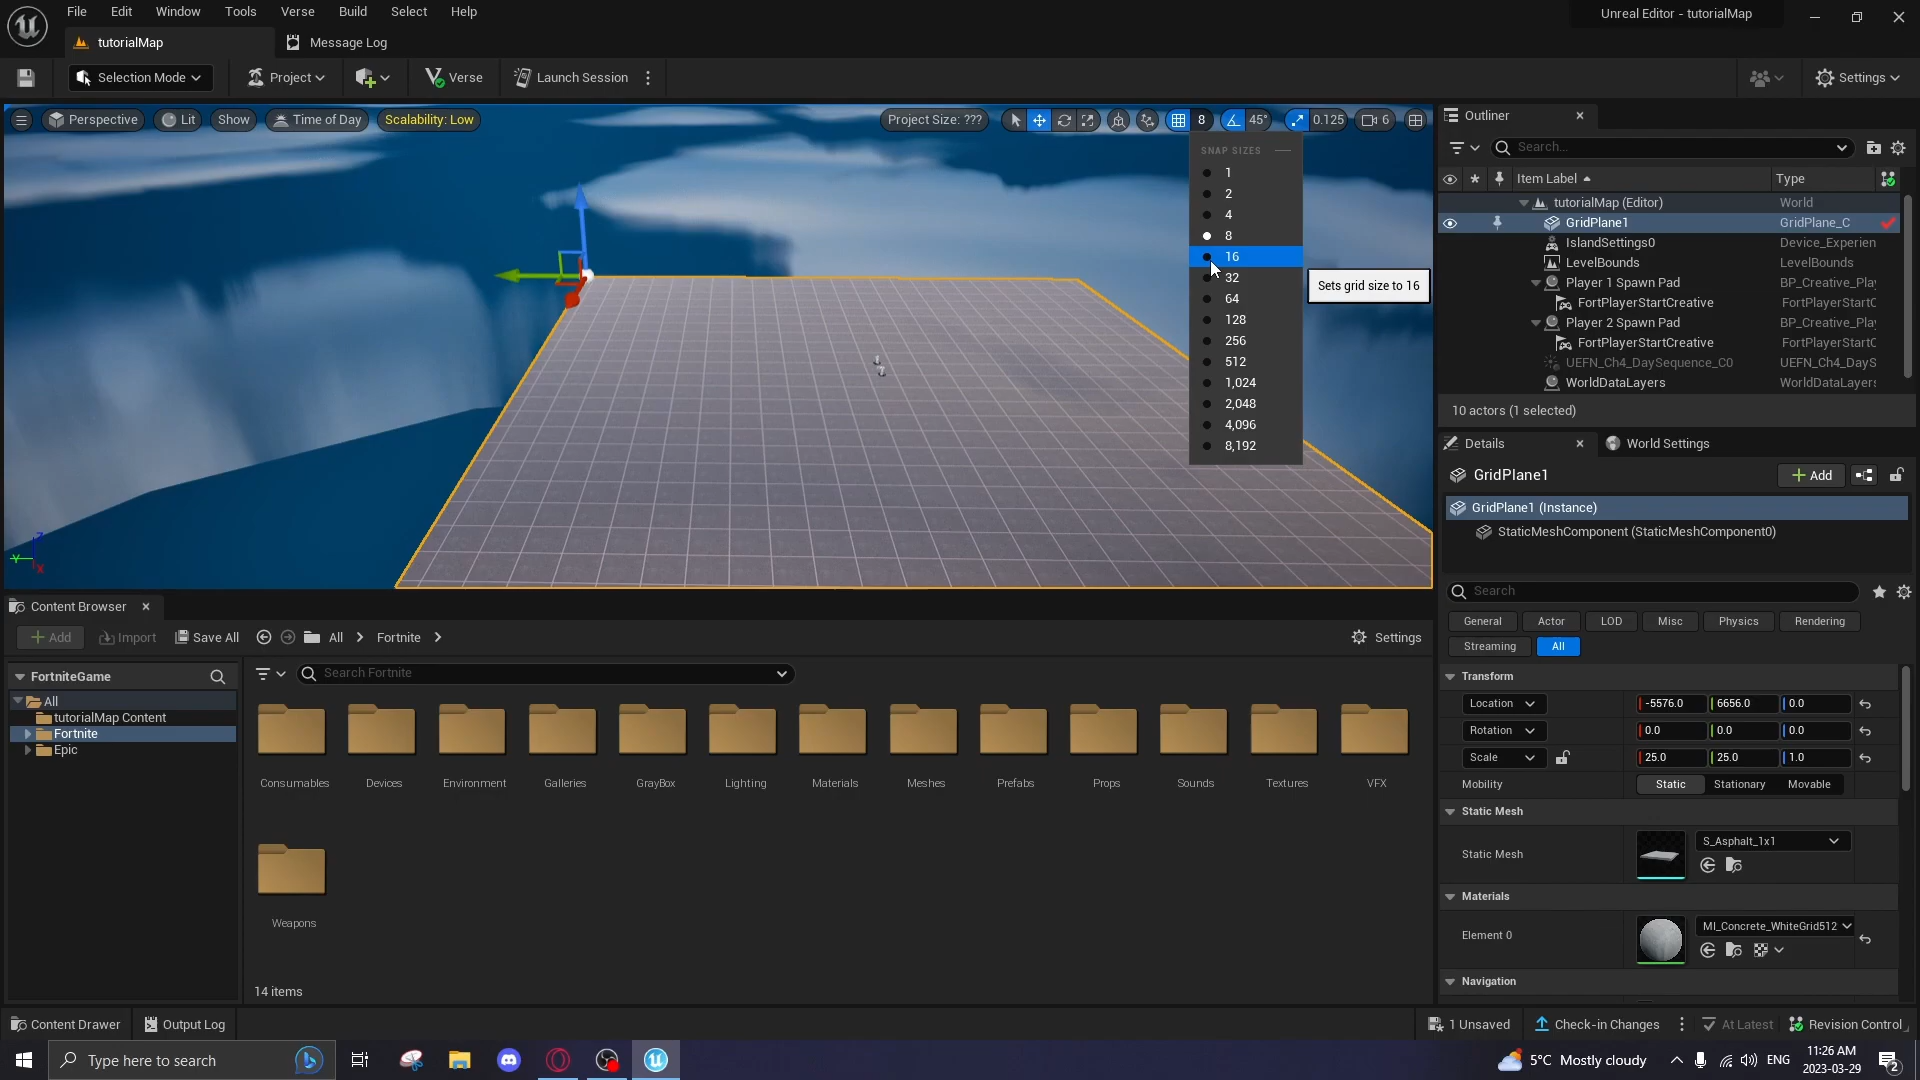 File Edit Window Tools Verse Build Select Help
Unreal Editor - tutorialMap
tutorialMap
Message Log
Selection Mode
Project
Verse
Launch Session
Settings
Perspective
Lit
Show
Time of Day
Scalability: Low
Project Size: ???
8
45°
0.125
6
SNAP SIZES
1
2
4
8
16
32
64
128
256
512
1,024
2,048
4,096
8,192
Sets grid size to 16
Outliner
Search...
Item Label
Type
tutorialMap (Editor) World
GridPlane1 GridPlane_C
IslandSettings0 Device_Experien
LevelBounds LevelBounds
Player 1 Spawn Pad BP_Creative_Pla
FortPlayerStartCreative FortPlayerStartC
Player 2 Spawn Pad BP_Creative_Pla
FortPlayerStartCreative FortPlayerStartC
UEFN_Ch4_DaySequence_C0 UEFN_Ch4_DayS
WorldDataLayers WorldDataLayers
10 actors (1 selected)
Details
World Settings
GridPlane1
Add
GridPlane1 (Instance)
StaticMeshComponent (StaticMeshComponent0)
Search
General Actor LOD Misc Physics Rendering
Streaming All
Transform
Location -5576.0 6656.0 0.0
Rotation 0.0 0.0 0.0
Scale 25.0 25.0 1.0
Mobility Static Stationary Movable
Static Mesh
Static Mesh S_Asphalt_1x1
Materials
Element 0 MI_Concrete_WhiteGrid512
Navigation
Z
Y
X
Content Browser
Add Import Save All All Fortnite
Settings
FortniteGame
Search Fortnite
All
tutorialMap Content
Fortnite
Epic
Consumables Devices Environment Galleries GrayBox Lighting Materials Meshes Prefabs Props Sounds Textures VFX
Weapons
14 items
Content Drawer
Output Log
1 Unsaved
Check-in Changes
At Latest
Revision Control
Type here to search
5°C Mostly cloudy
ENG
11:26 AM
2023-03-29
2